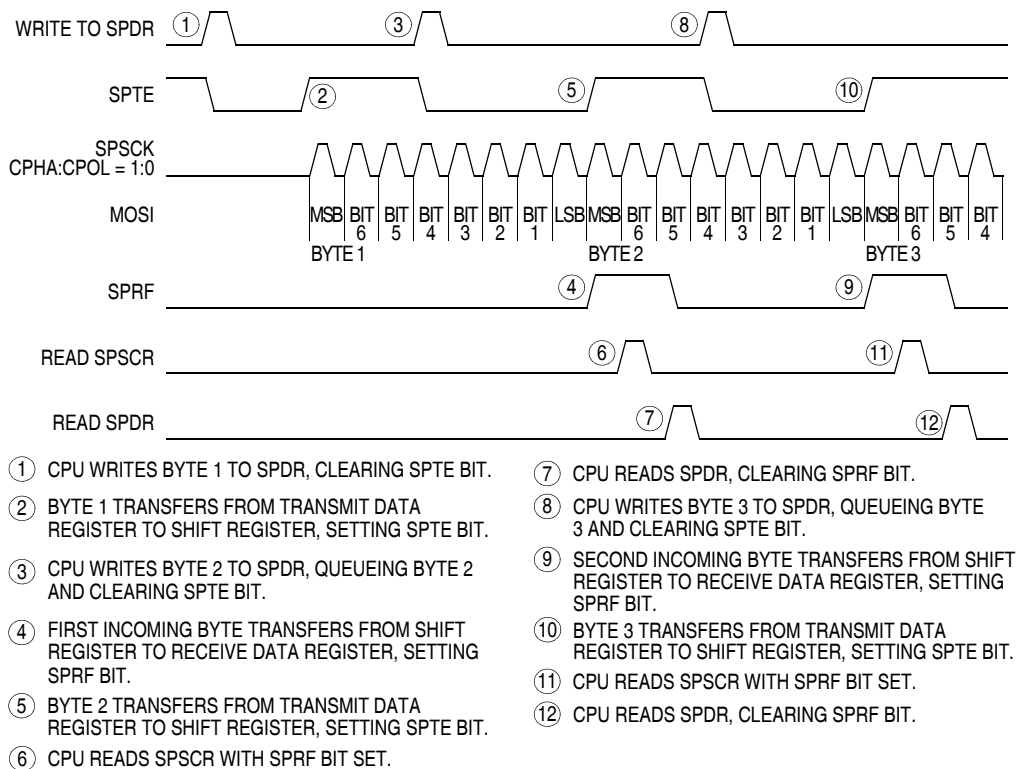 WRITE TO SPDR 1 3 8
SPTE 2 5 10
SPSCK
CPHA:CPOL = 1:0
MOSI MSB BIT 6 BIT 5 BIT 4 BIT 3 BIT 2 BIT 1 LSB MSB BIT 6 BIT 5 BIT 4 BIT 3 BIT 2 BIT 1 LSB MSB BIT 6 BIT 5 BIT 4
BYTE 1 BYTE 2 BYTE 3
SPRF 4 9
READ SPSCR 6 11
READ SPDR 7 12
1 CPU WRITES BYTE 1 TO SPDR, CLEARING SPTE BIT.
2 BYTE 1 TRANSFERS FROM TRANSMIT DATA
REGISTER TO SHIFT REGISTER, SETTING SPTE BIT.
3 CPU WRITES BYTE 2 TO SPDR, QUEUEING BYTE 2
AND CLEARING SPTE BIT.
4 FIRST INCOMING BYTE TRANSFERS FROM SHIFT
REGISTER TO RECEIVE DATA REGISTER, SETTING
SPRF BIT.
5 BYTE 2 TRANSFERS FROM TRANSMIT DATA
REGISTER TO SHIFT REGISTER, SETTING SPTE BIT.
6 CPU READS SPSCR WITH SPRF BIT SET.
7 CPU READS SPDR, CLEARING SPRF BIT.
8 CPU WRITES BYTE 3 TO SPDR, QUEUEING BYTE
3 AND CLEARING SPTE BIT.
9 SECOND INCOMING BYTE TRANSFERS FROM SHIFT
REGISTER TO RECEIVE DATA REGISTER, SETTING
SPRF BIT.
10 BYTE 3 TRANSFERS FROM TRANSMIT DATA
REGISTER TO SHIFT REGISTER, SETTING SPTE BIT.
11 CPU READS SPSCR WITH SPRF BIT SET.
12 CPU READS SPDR, CLEARING SPRF BIT.